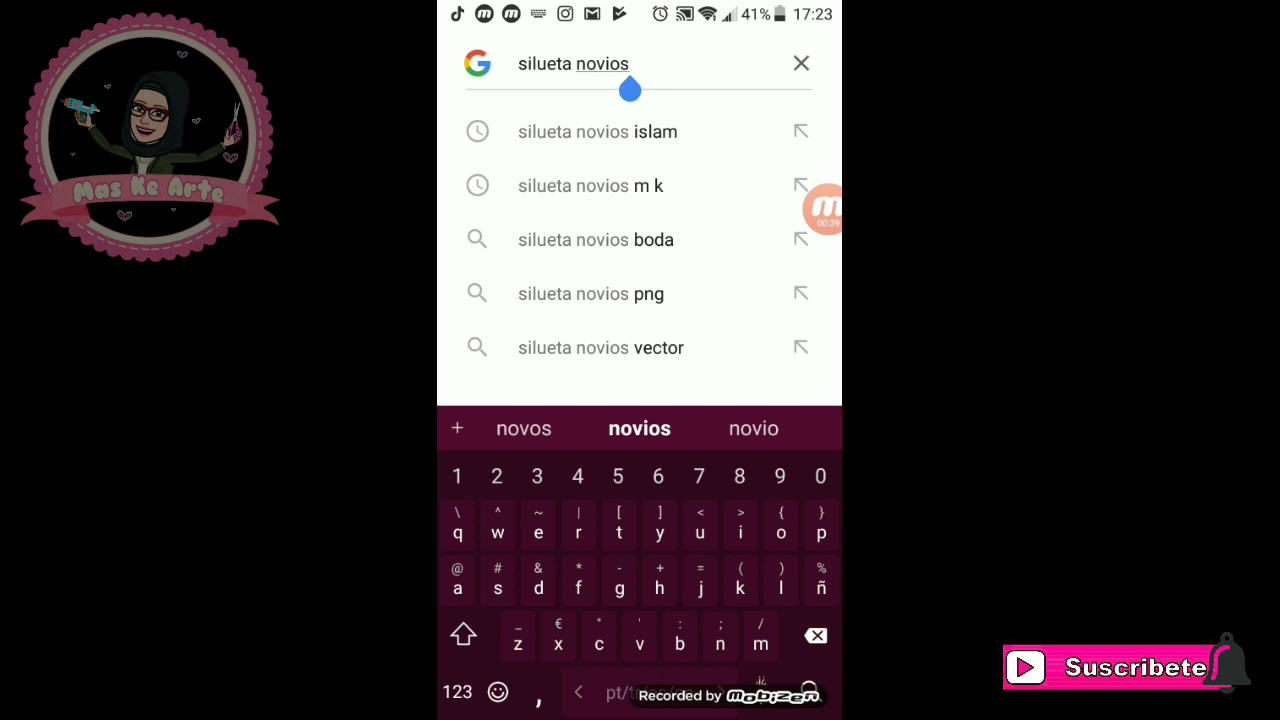 41% 17:23
silueta novios
silueta novios islam
silueta novios m k
00:39
silueta novios boda
silueta novios png
silueta novios vector
+ novos novios novio
1 2 3 4 5 6 7 8 9 0
\ ^ ~ | [ ] < > { }
q w e r t y u i o p
@ # & * - + = ( ) %
a s d f g h j k l ñ
_ € " ' : ; /
z x c v b n m
123 ,
Recorded by mobizen
Mas Ke Arte
Suscribete